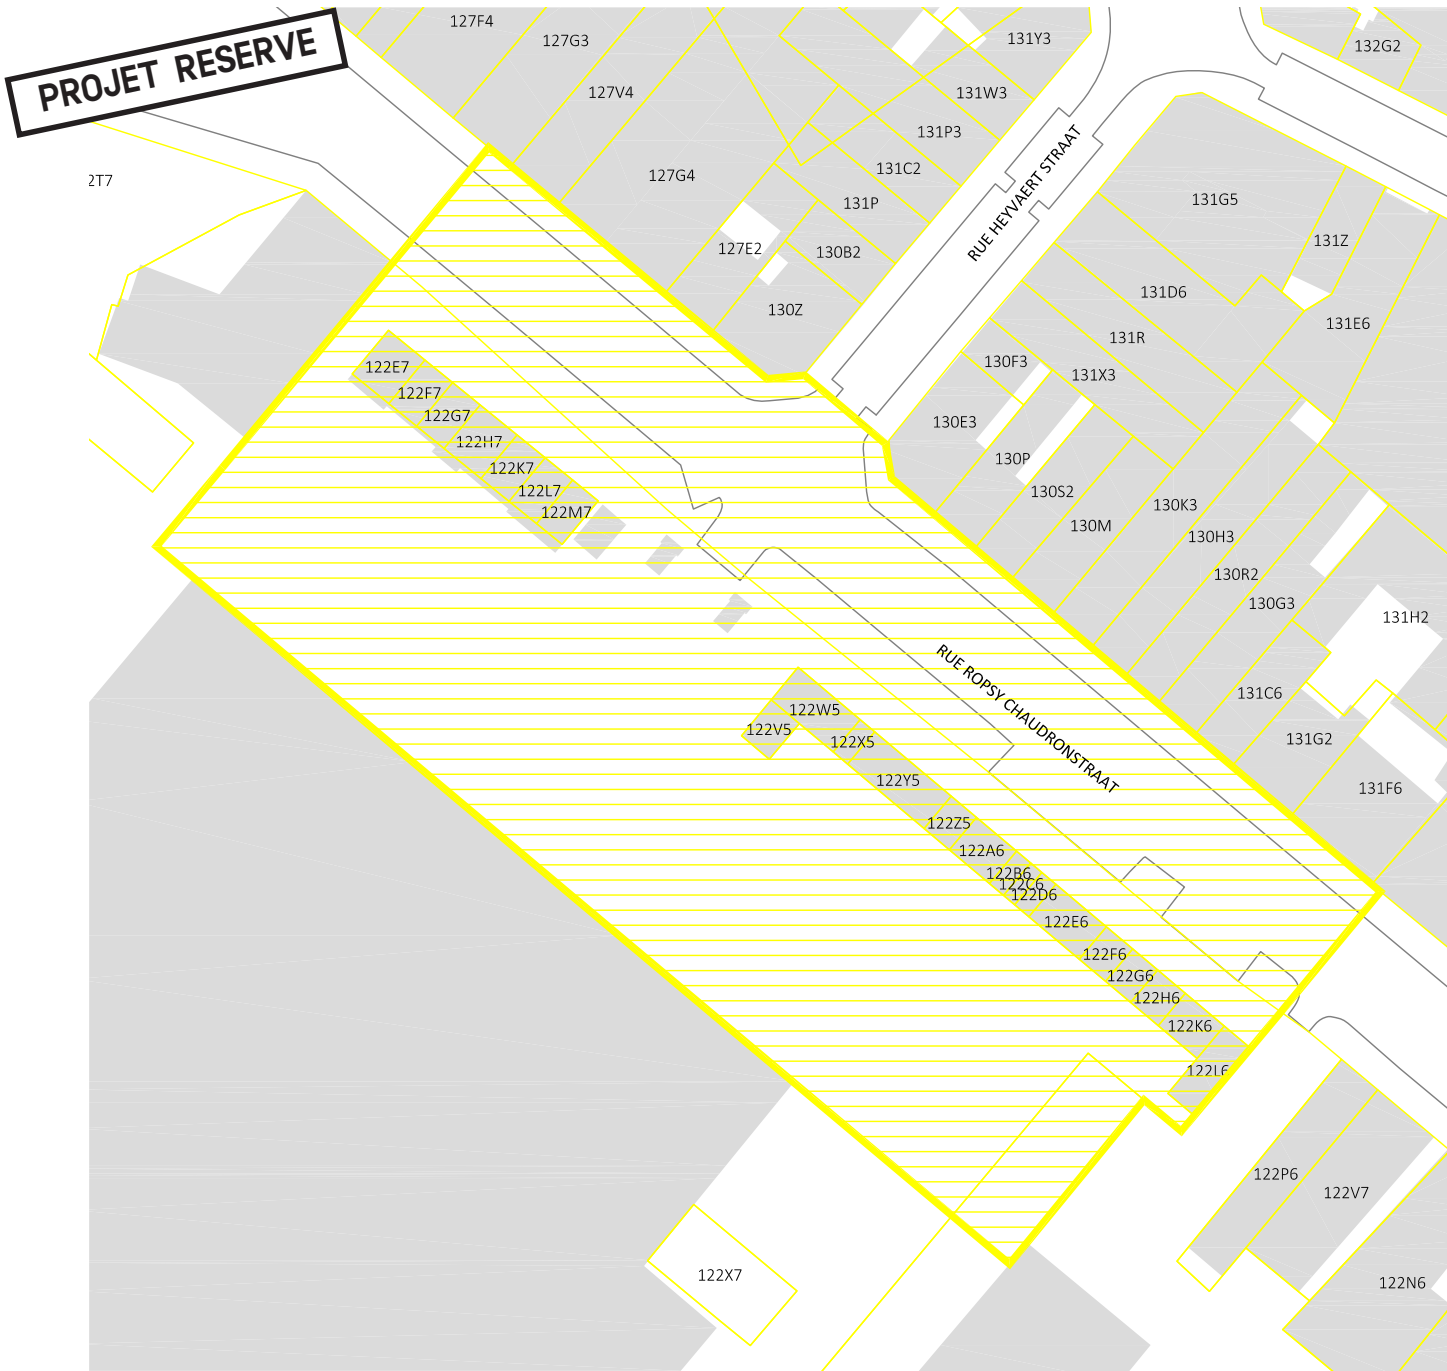 PROJET RESERVE
127F4
127G3
127V4
127G4
131Y3
131W3
131P3
131C2
131P
130B2
127E2
130Z
132G2
2T7
RUE HEYVAERT STRAAT
131G5
131Z
131D6
131E6
131R
130F3
131X3
130E3
130P
130S2
130M
130K3
130H3
130R2
130G3
131H2
131C6
131G2
131F6
122E7
122F7
122G7
122H7
122K7
122L7
122M7
RUE ROPSY CHAUDRONSTRAAT
122W5
122V5
122X5
122Y5
122Z5
122A6
122B6
122C6
122D6
122E6
122F6
122G6
122H6
122K6
122L6
122P6
122V7
122X7
122N6